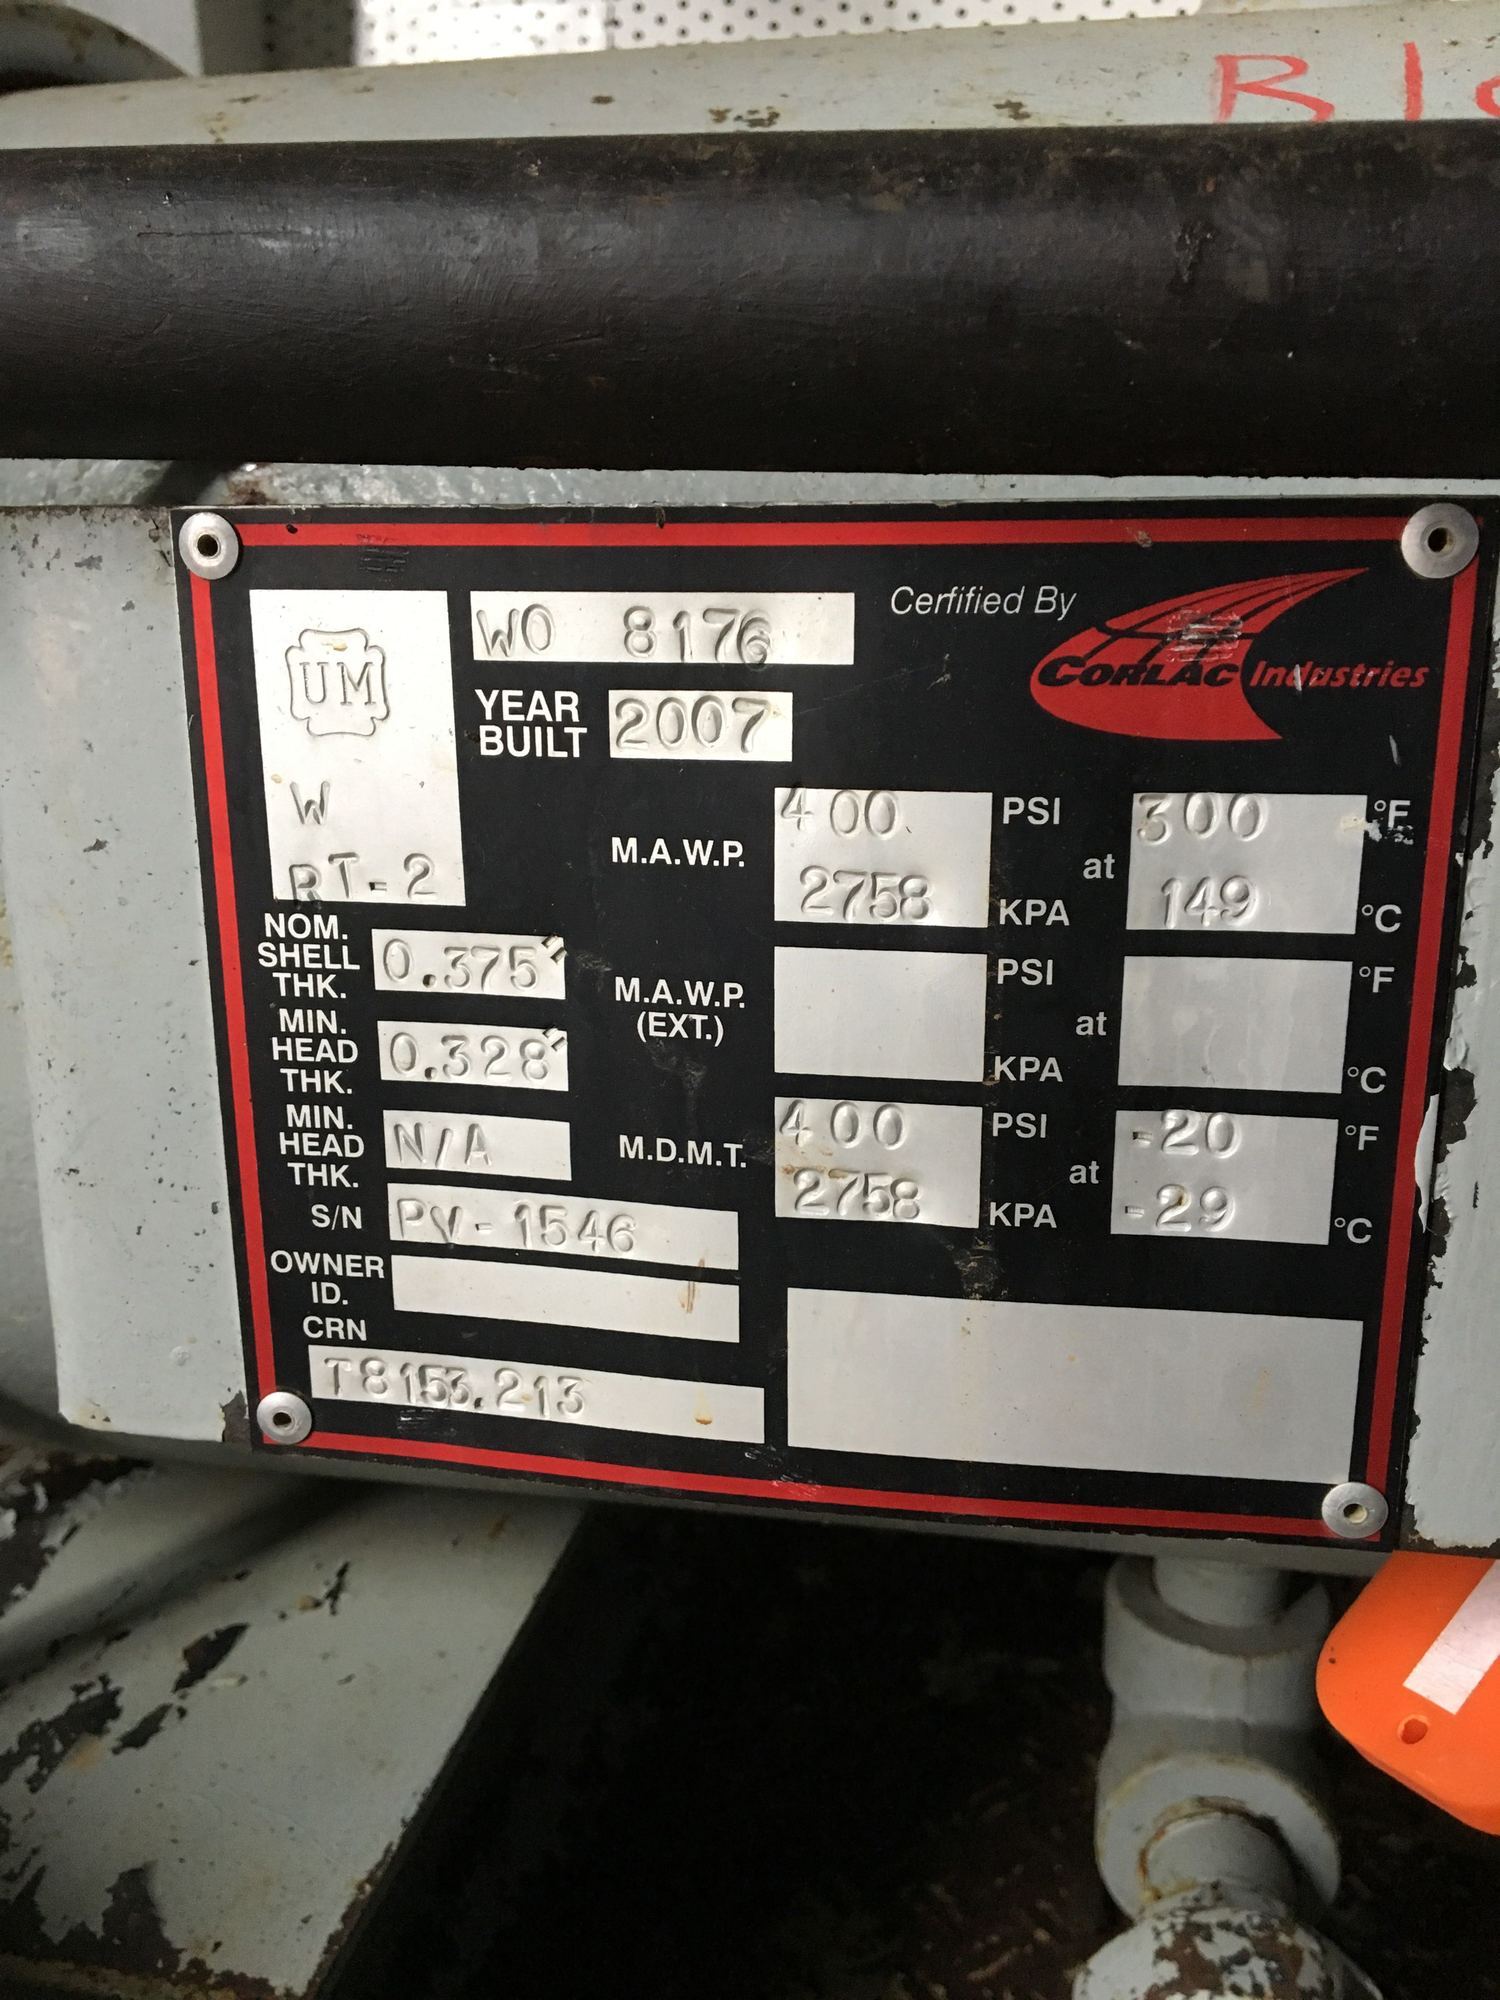 R
WO 8176
Cerfified By
CORLAC Industries
UM
W
RT-2
YEAR BUILT 2007
M.A.W.P. 400 PSI at 300 °F
2758 KPA 149 °C
NOM. SHELL THK. 0.375"
M.A.W.P. (EXT.) PSI at °F
KPA °C
MIN. HEAD THK. 0.328"
MIN. HEAD THK. N/A
M.D.M.T. 400 PSI at -20 °F
2758 KPA -29 °C
S/N PV-1546
OWNER ID.
CRN
T8153.213